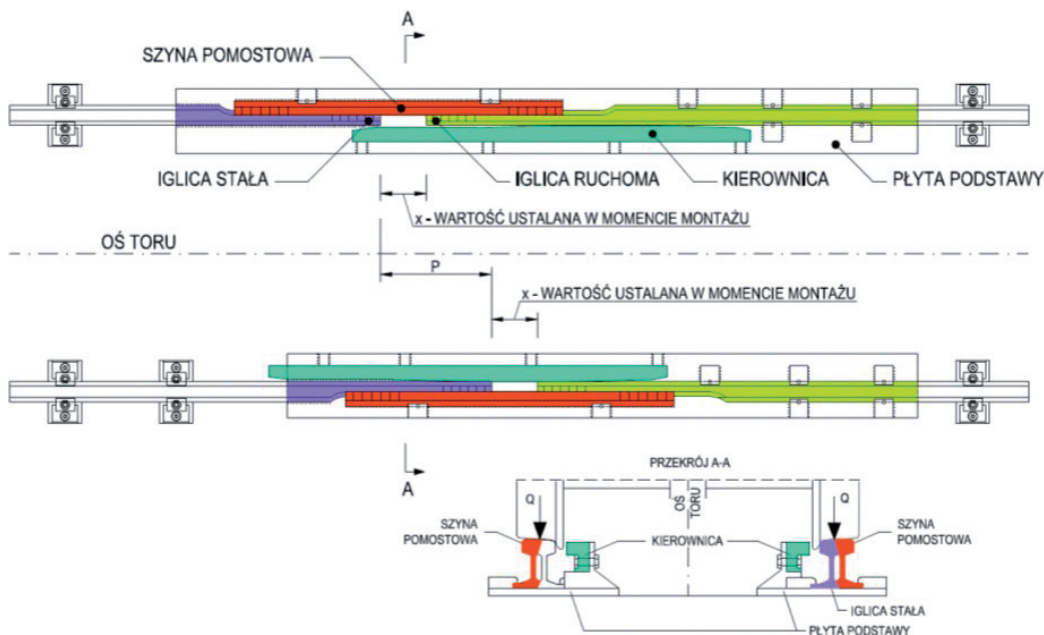 A
SZYNA POMOSTOWA
IGLICA STAŁA
IGLICA RUCHOMA
KIEROWNICA
PŁYTA PODSTAWY
x - WARTOŚĆ USTALANA W MOMENCIE MONTAŻU
OŚ TORU
P
x - WARTOŚĆ USTALANA W MOMENCIE MONTAŻU
A
PRZEKRÓJ A-A
Q
OŚ
TORU
Q
SZYNA
POMOSTOWA
KIEROWNICA
SZYNA
POMOSTOWA
IGLICA STAŁA
PŁYTA PODSTAWY